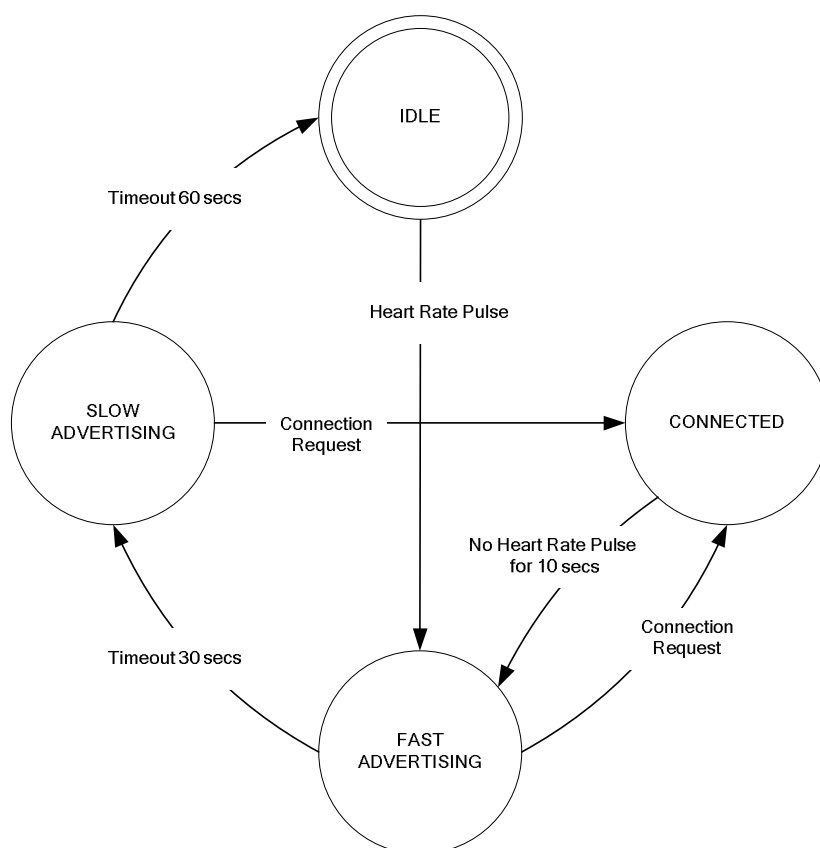 IDLE
Timeout 60 secs
Heart Rate Pulse
SLOW
ADVERTISING
Connection
Request
CONNECTED
No Heart Rate Pulse
for 10 secs
Connection
Request
Timeout 30 secs
FAST
ADVERTISING